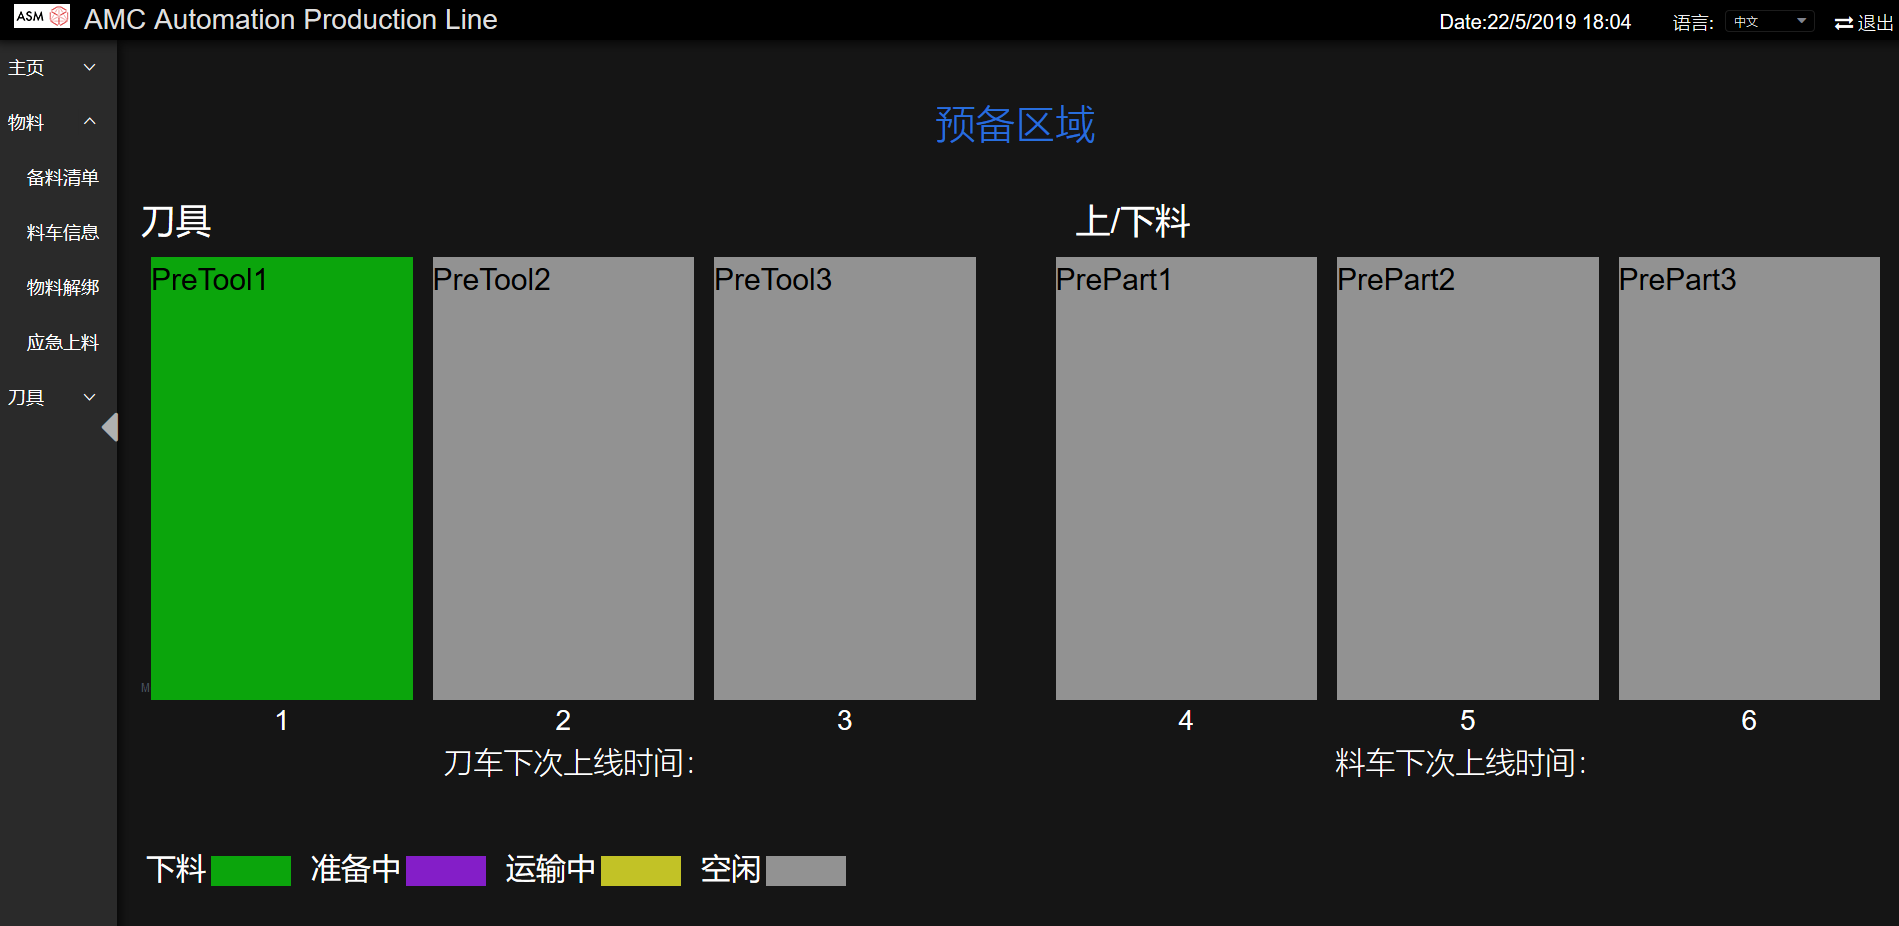 ASM AMC Automation Production Line Date:22/5/2019 18:04 语言: 中文 退出
主页
物料
备料清单
料车信息
物料解绑
应急上料
刀具
预备区域
刀具 上/下料
PreTool1 PreTool2 PreTool3 PrePart1 PrePart2 PrePart3
M
1 2 3 4 5 6
刀车下次上线时间: 料车下次上线时间:
下料 准备中 运输中 空闲